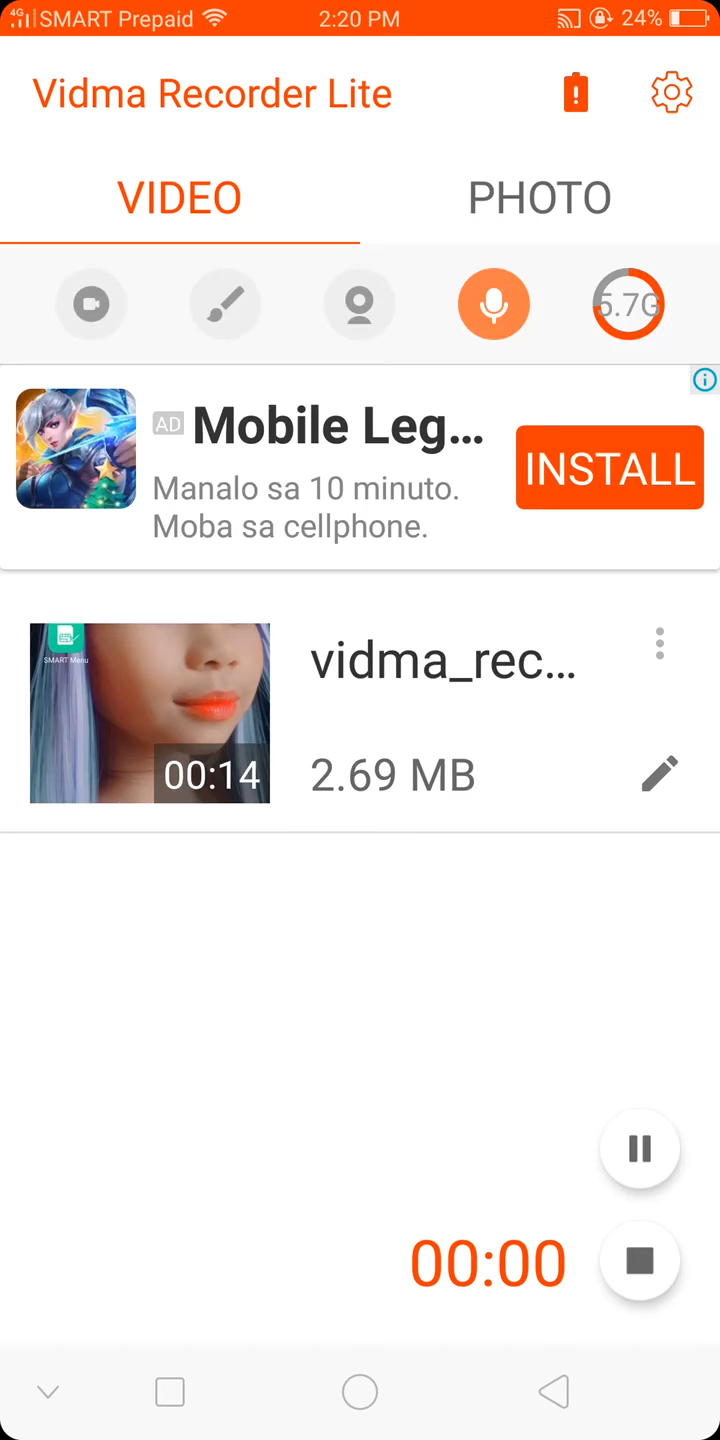 4G SMART Prepaid 2:20 PM 24%
Vidma Recorder Lite
VIDEO PHOTO
5.7G
AD Mobile Leg...
Manalo sa 10 minuto.
Moba sa cellphone.
INSTALL
SMART Menu
vidma_rec...
00:14 2.69 MB
00:00